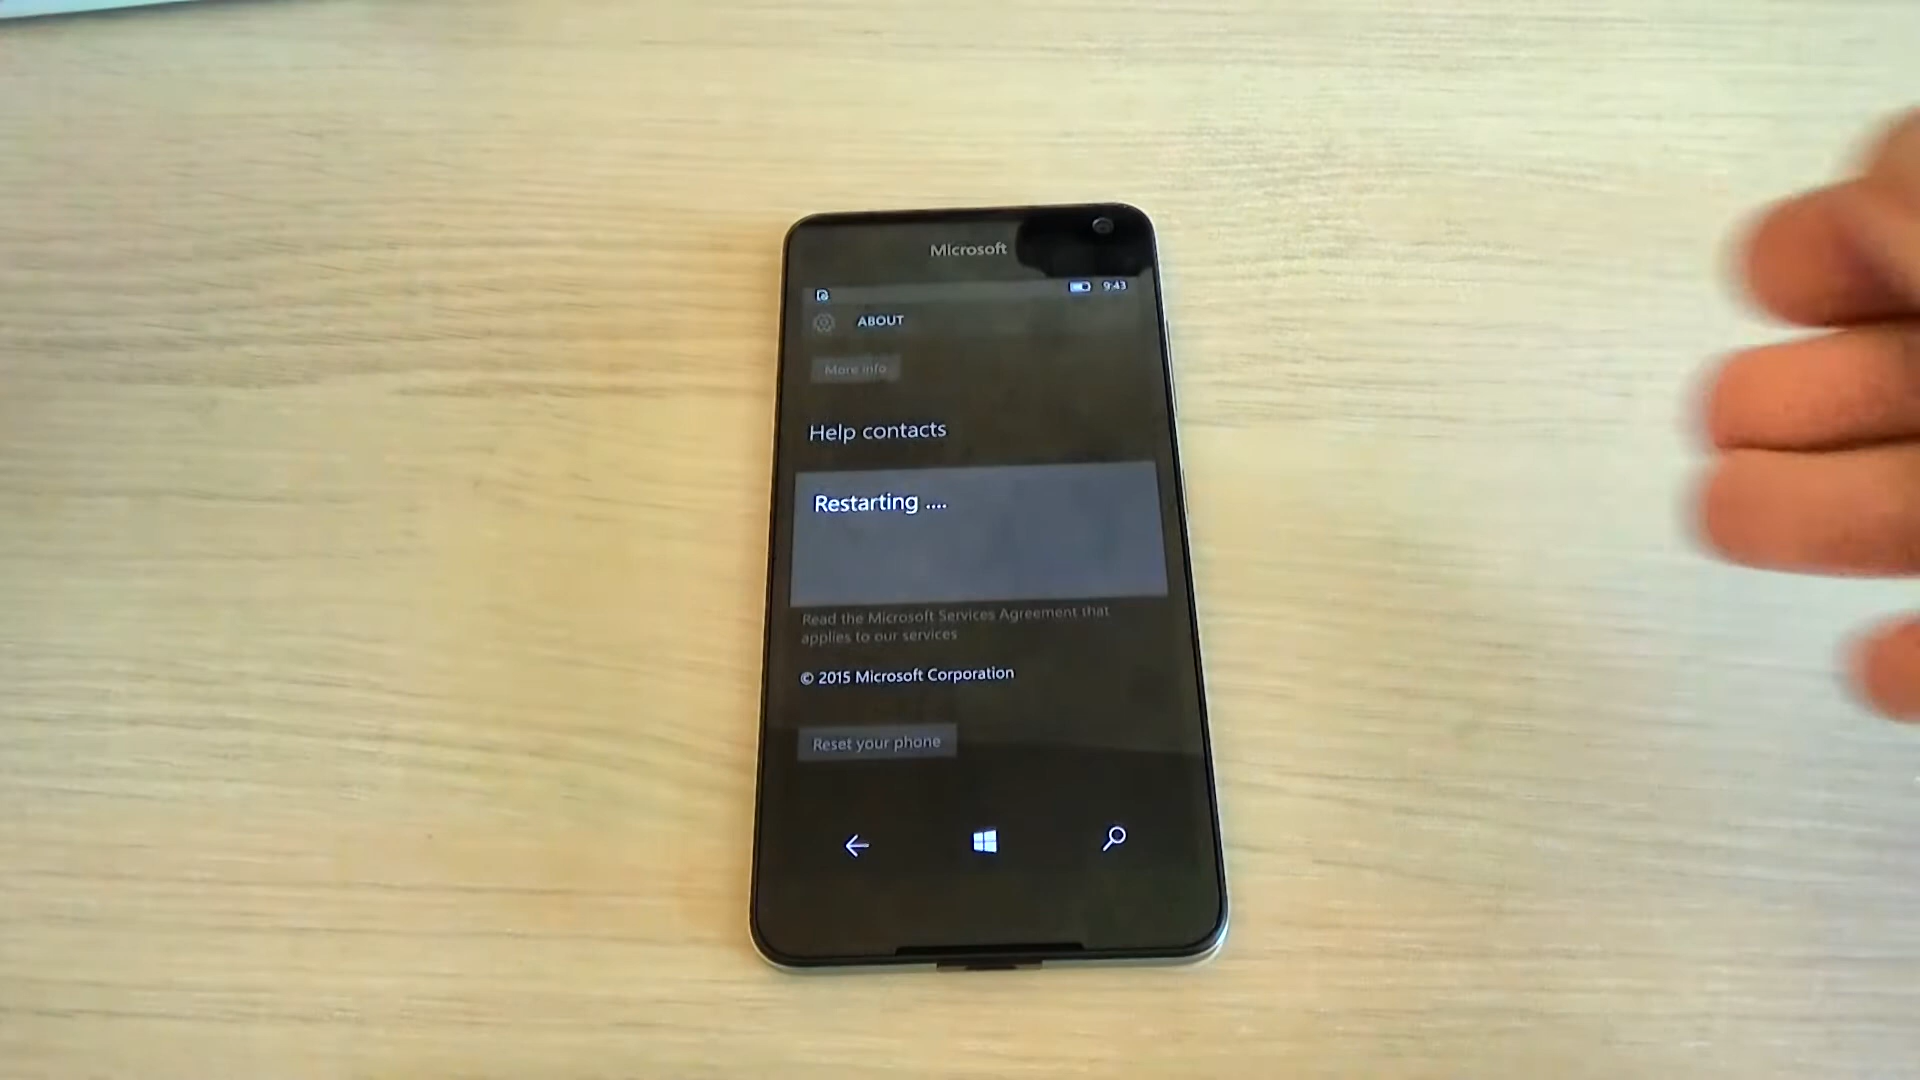 Microsoft
9:43
ABOUT
More info
Help contacts
Restarting ....
Read the Microsoft Services Agreement that
applies to our services
© 2015 Microsoft Corporation
Reset your phone